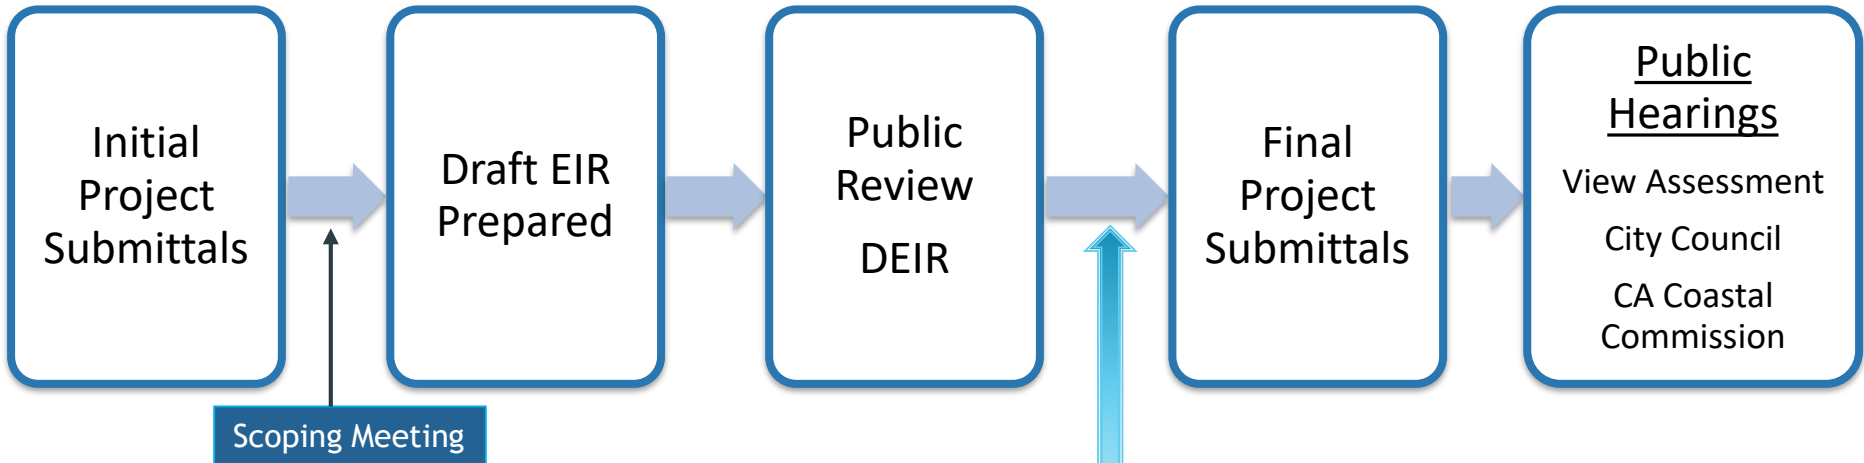 Initial
Project
Submittals
Draft EIR
Prepared
Public
Review
DEIR
Final
Project
Submittals
Public
Hearings
View Assessment
City Council
CA Coastal
Commission
Scoping Meeting